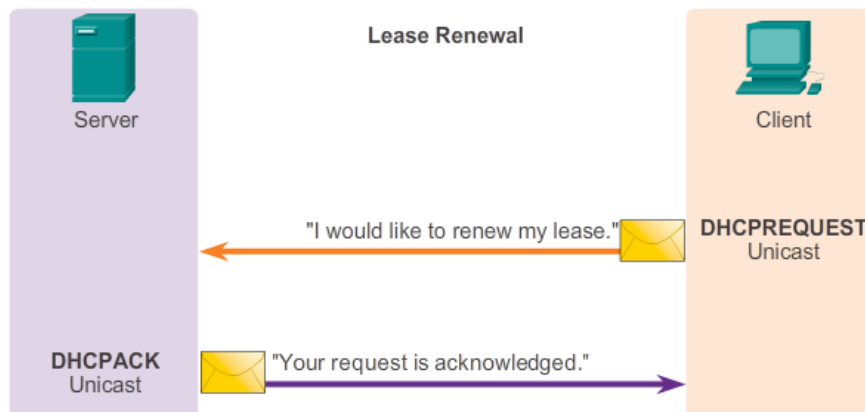 Lease Renewal
Server
Client
"I would like to renew my lease."
DHCPREQUEST
Unicast
DHCPACK
Unicast
"Your request is acknowledged."